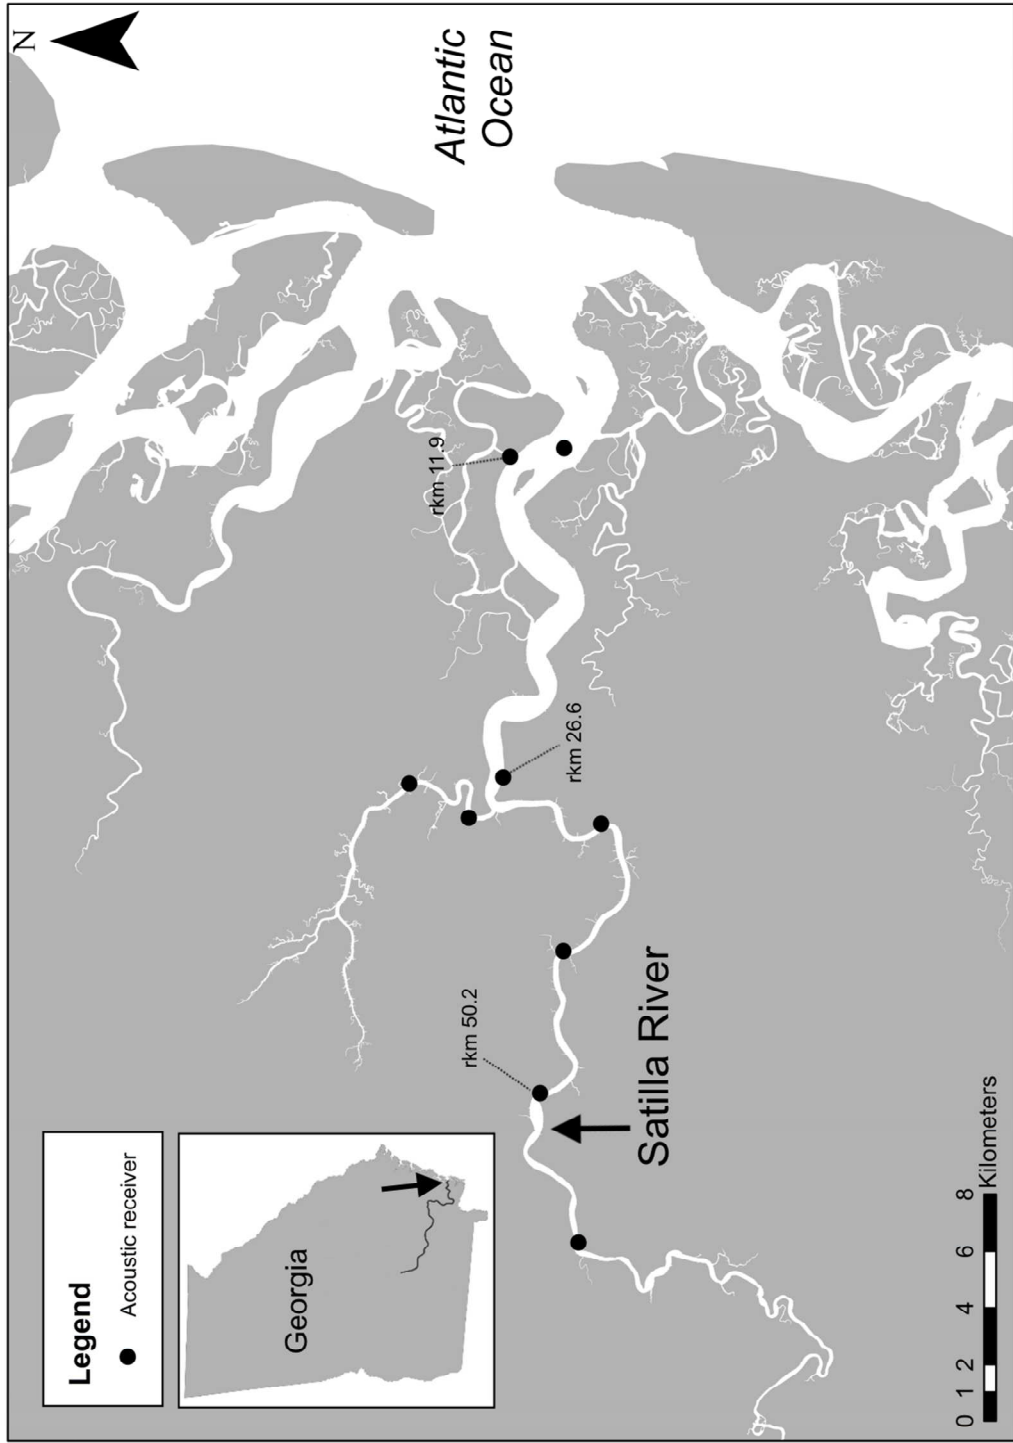 N
Atlantic
Ocean
rkm 11.9
rkm 26.6
rkm 50.2
Satilla River
Legend
Acoustic receiver
Georgia
0 1 2 4 6 8
Kilometers